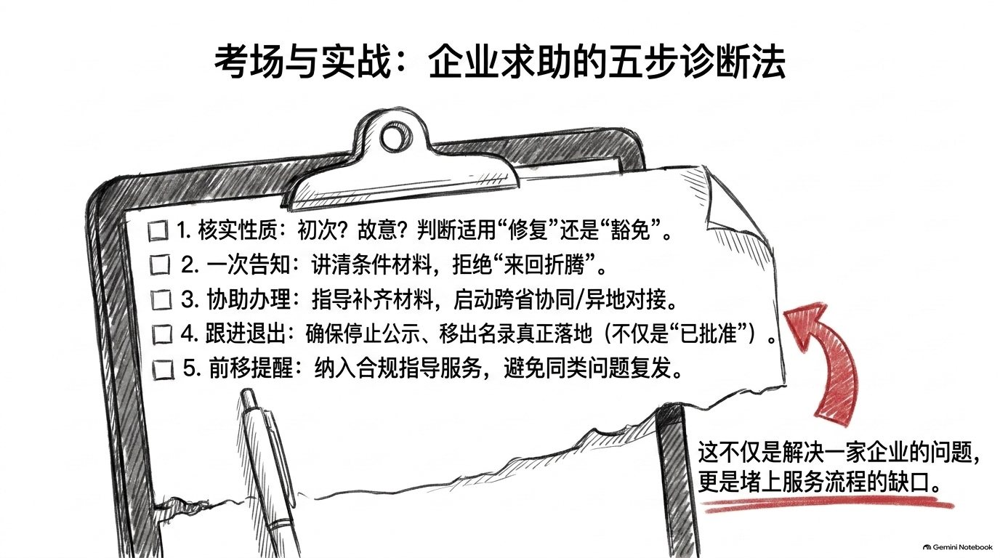 考场与实战：企业求助的五步诊断法
1. 核实性质：初次？故意？判断适用“修复”还是“豁免”。
2. 一次告知：讲清条件材料，拒绝“来回折腾”。
3. 协助办理：指导补齐材料，启动跨省协同/异地对接。
4. 跟进退出：确保停止公示、移出名录真正落地（不仅是“已批准”）。
5. 前移提醒：纳入合规指导服务，避免同类问题复发。
这不仅是解决一家企业的问题，
更是堵上服务流程的缺口。
Gemini Notebook